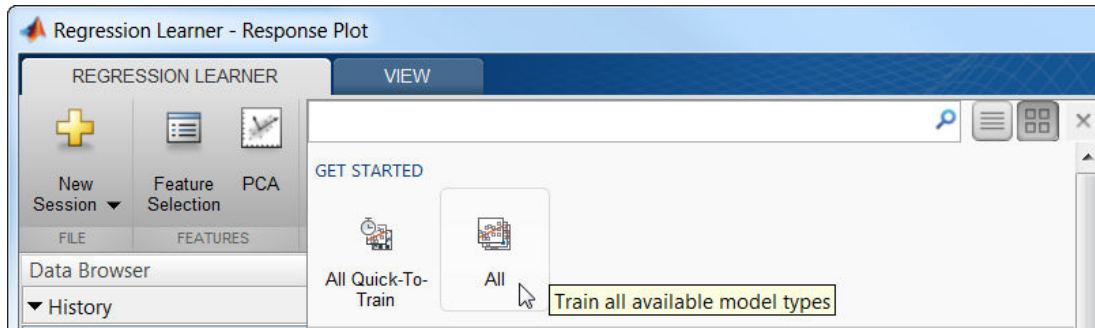 Regression Learner - Response Plot
REGRESSION LEARNER
VIEW
New
Session
Feature
Selection
PCA
FILE
FEATURES
GET STARTED
All Quick-To-
Train
All
Train all available model types
Data Browser
History